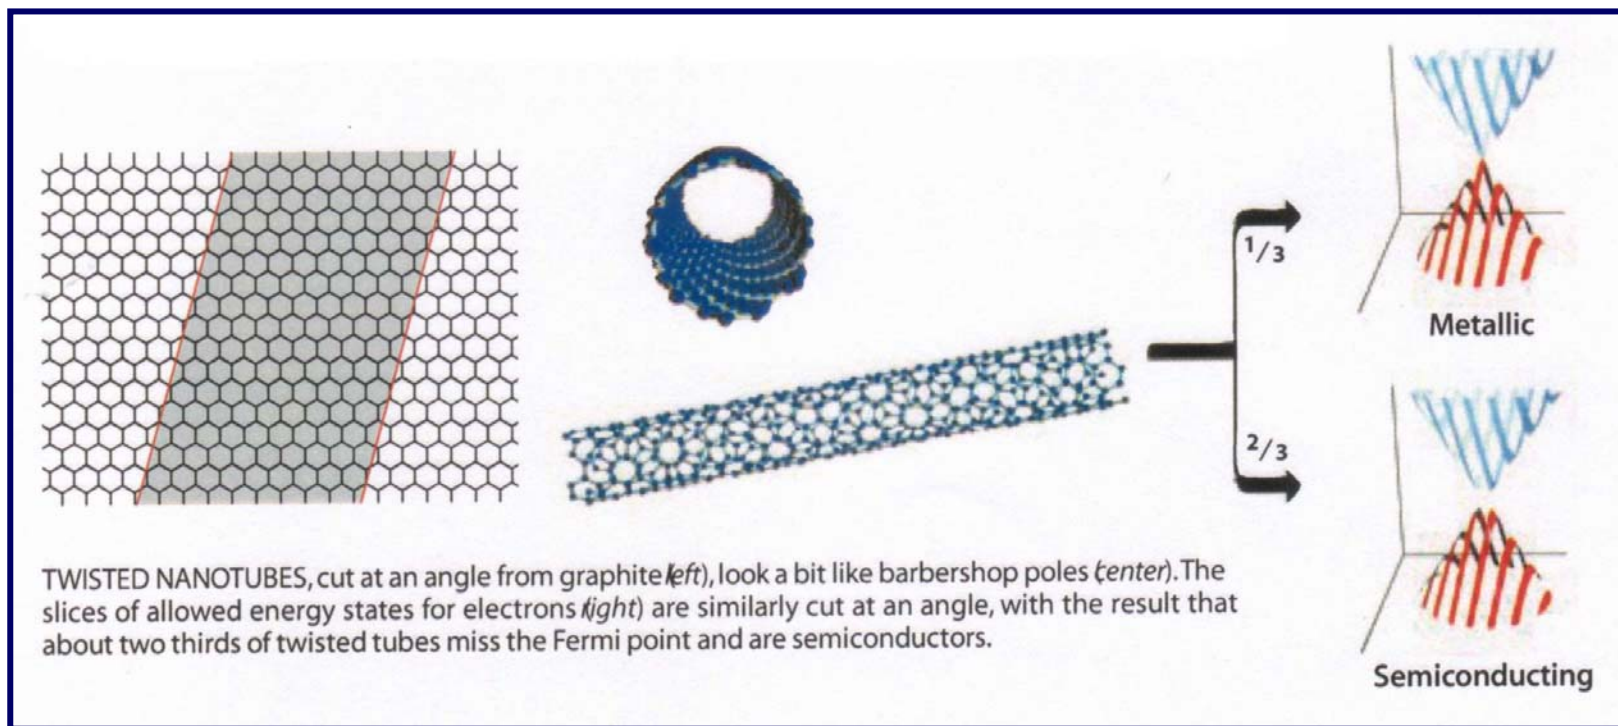 1/3
Metallic
2/3
TWISTED NANOTUBES, cut at an angle from graphite (left), look a bit like barbershop poles (center). The
slices of allowed energy states for electrons (right) are similarly cut at an angle, with the result that
about two thirds of twisted tubes miss the Fermi point and are semiconductors.
Semiconducting